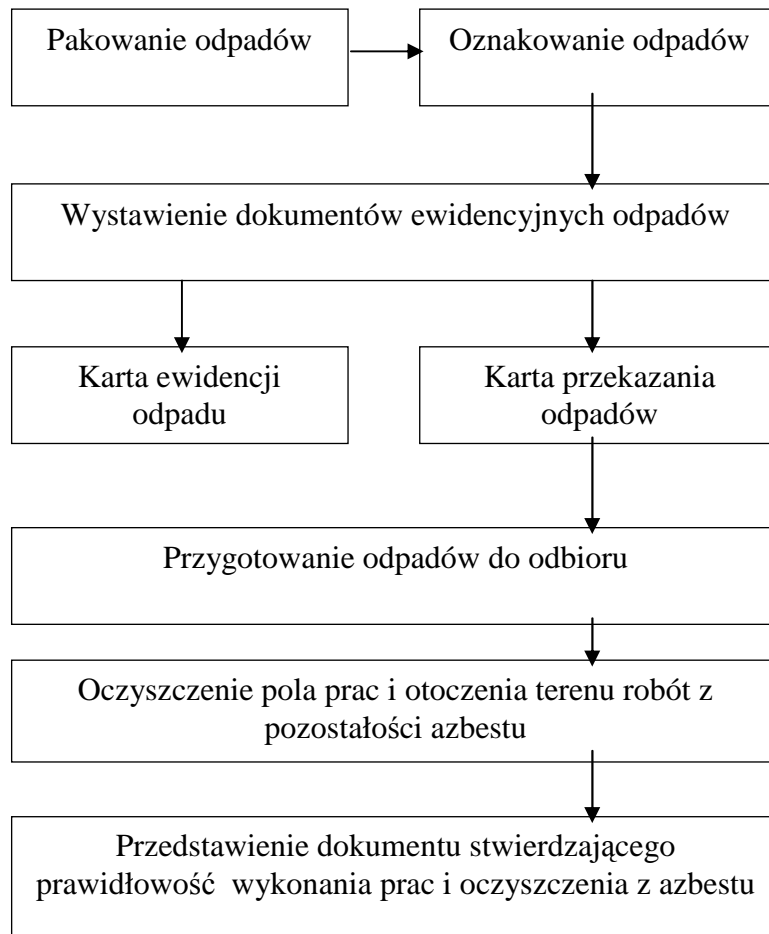 Pakowanie odpadów
Oznakowanie odpadów
Wystawienie dokumentów ewidencyjnych odpadów
Karta ewidencji
odpadu
Karta przekazania
odpadów
Przygotowanie odpadów do odbioru
Oczyszczenie pola prac i otoczenia terenu robót z
pozostałości azbestu
Przedstawienie dokumentu stwierdzającego
prawidłowość wykonania prac i oczyszczenia z azbestu